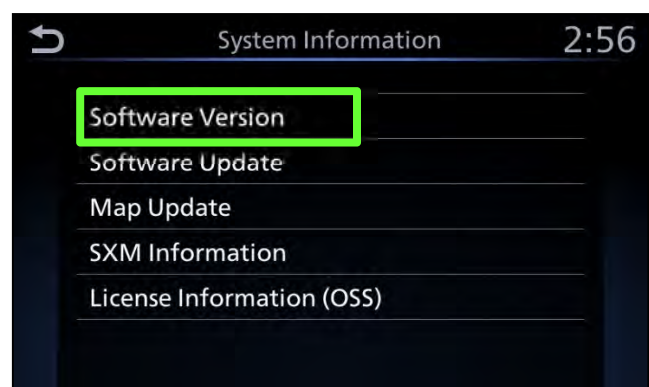 System Information 2:56
Software Version
Software Update
Map Update
SXM Information
License Information (OSS)